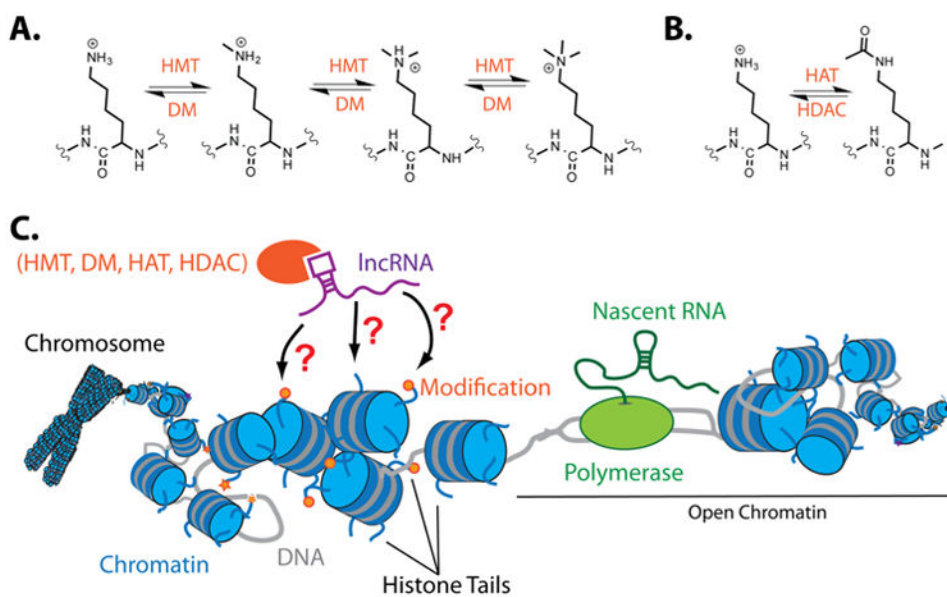 A.
B.
NH3
HMT
DM
NH2
HMT
DM
H
N
HMT
DM
N
H
N
C
O
N
H
H
N
C
O
N
H
H
N
C
O
NH
H
N
C
O
N
H
NH3
HAT
HDAC
O
NH
H
N
C
O
N
H
H
N
C
O
N
H
C.
(HMT, DM, HAT, HDAC)
lncRNA
? ? ?
Nascent RNA
Chromosome
Modification
Polymerase
Open Chromatin
Chromatin
DNA
Histone Tails